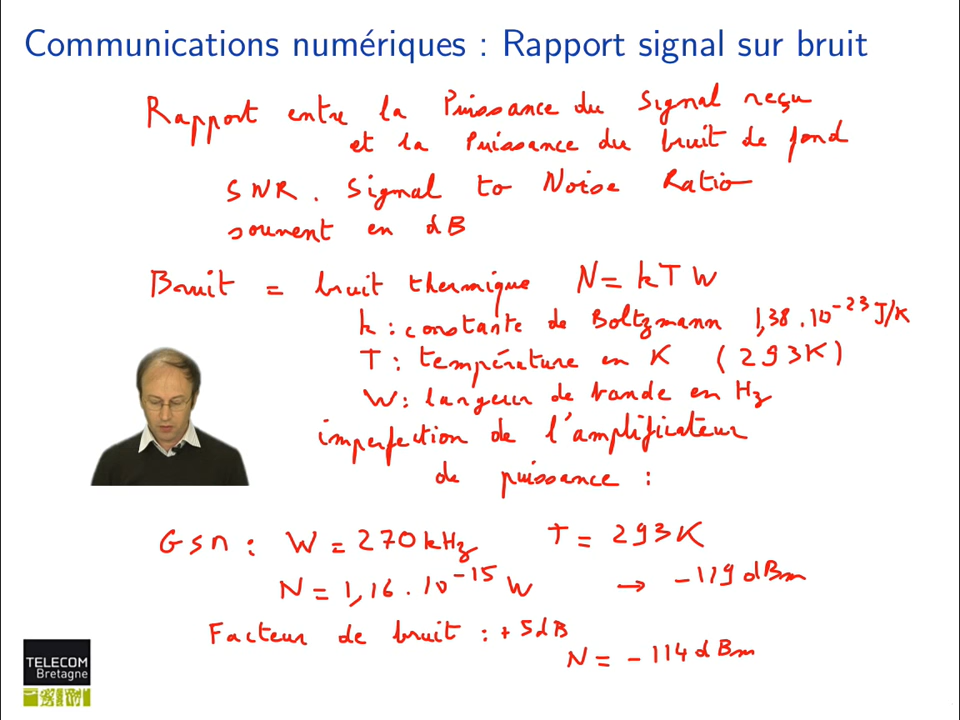 Communications numériques : Rapport signal sur bruit
Rapport entre la Puissance du Signal reçu
et la Puissance du bruit de fond
SNR. Signal to Noise Ratio
souvent en dB
Bruit = bruit thermique N = kTW
k : constante de Boltzmann 1,38.10⁻²³ J/K
T : température en K (293K)
W : largeur de bande en Hz
imperfection de l'amplificateur
de puissance :
GSM : W = 270 kHz T = 293K
N = 1,16.10⁻¹⁵ W → -119 dBm
Facteur de bruit : +5dB
N = -114 dBm
TELECOM
Bretagne